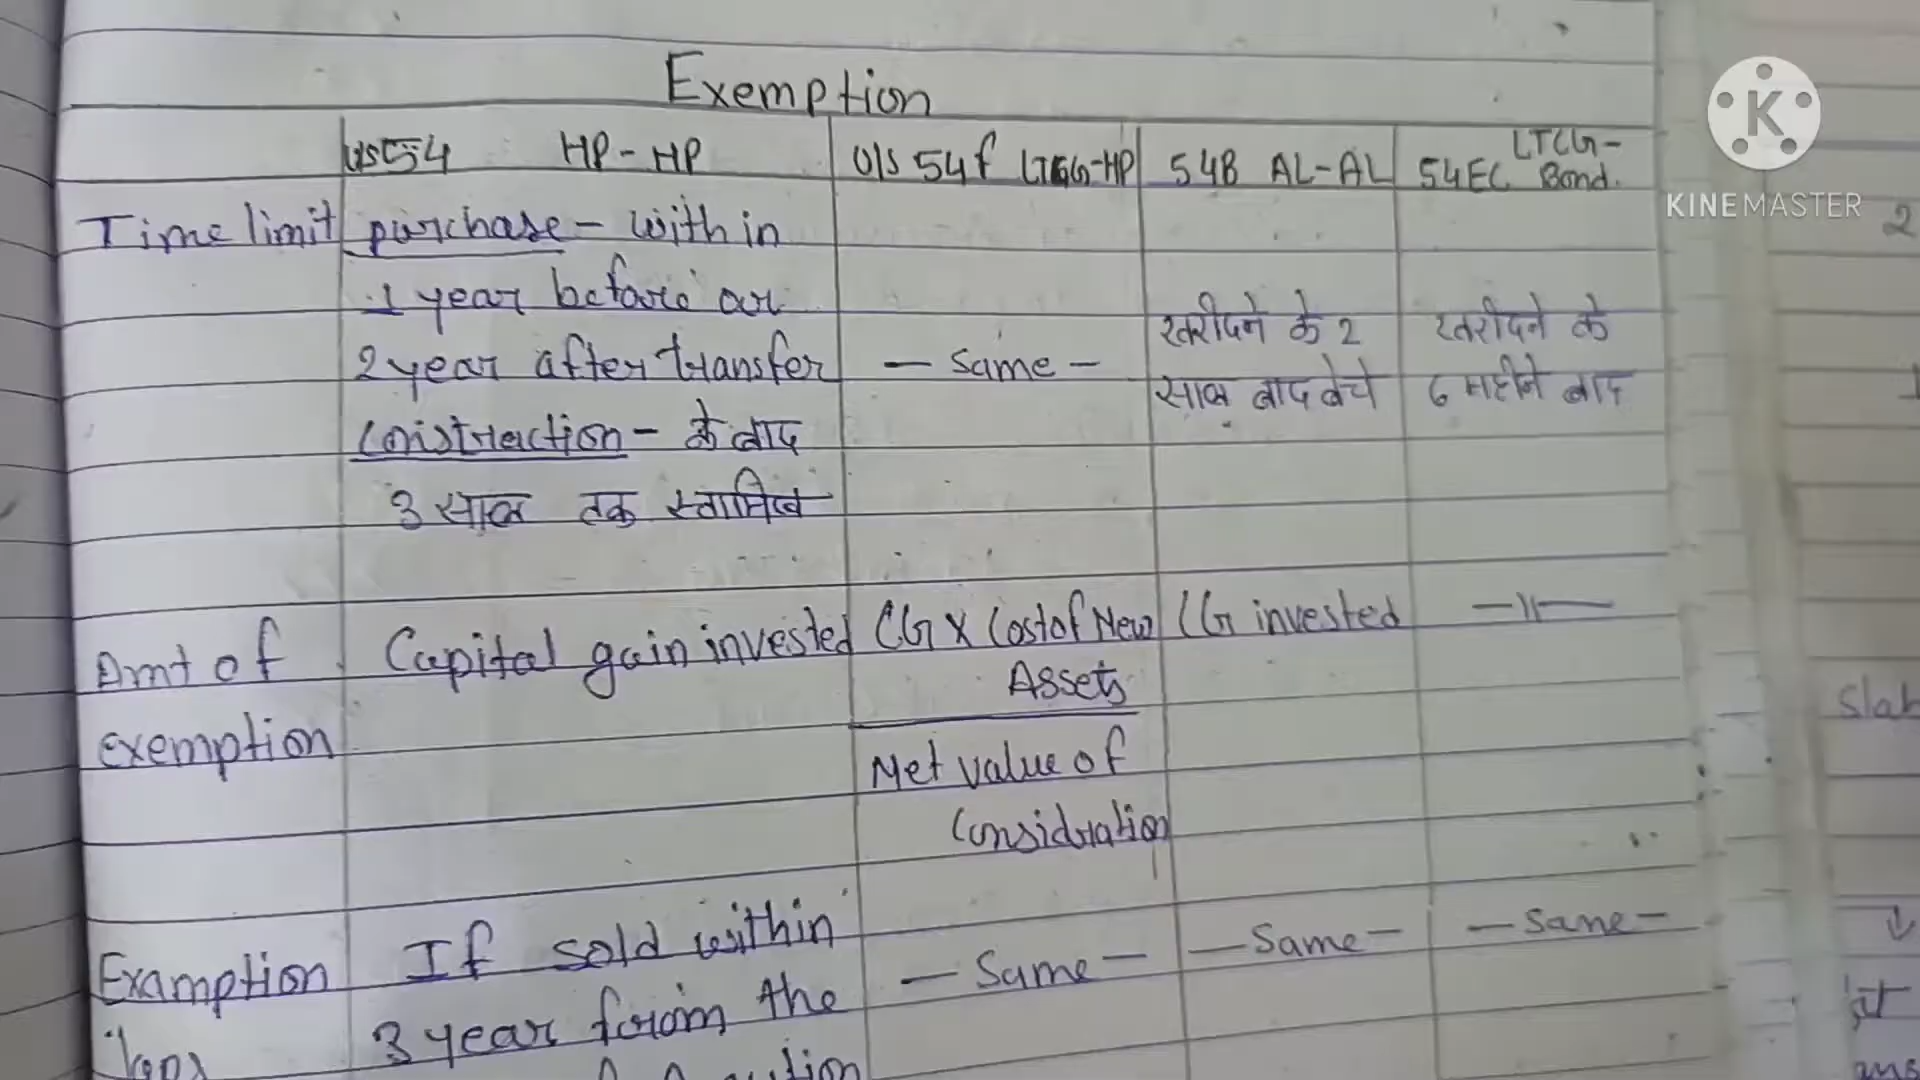 Exemption
u/s 54 HP-HP
U/S 54f LTCG-HP
54B AL-AL
54EC LTCG-Bond.
Time limit
purchase - with in
1 year before or
2 year after transfer
Construction - के बाद
3 साल तक
- Same -
खरीदने के 2
साल बाद बेचे
खरीदने के
6 महीने बाद
Amt of
exemption
Capital gain invested
CG x Cost of New
Assets
Net value of
Considration
CG invested
—11—
Examption
If sold within
3 year from the
- Same -
- Same -
- Same -
K
KINEMASTER
2
Slab